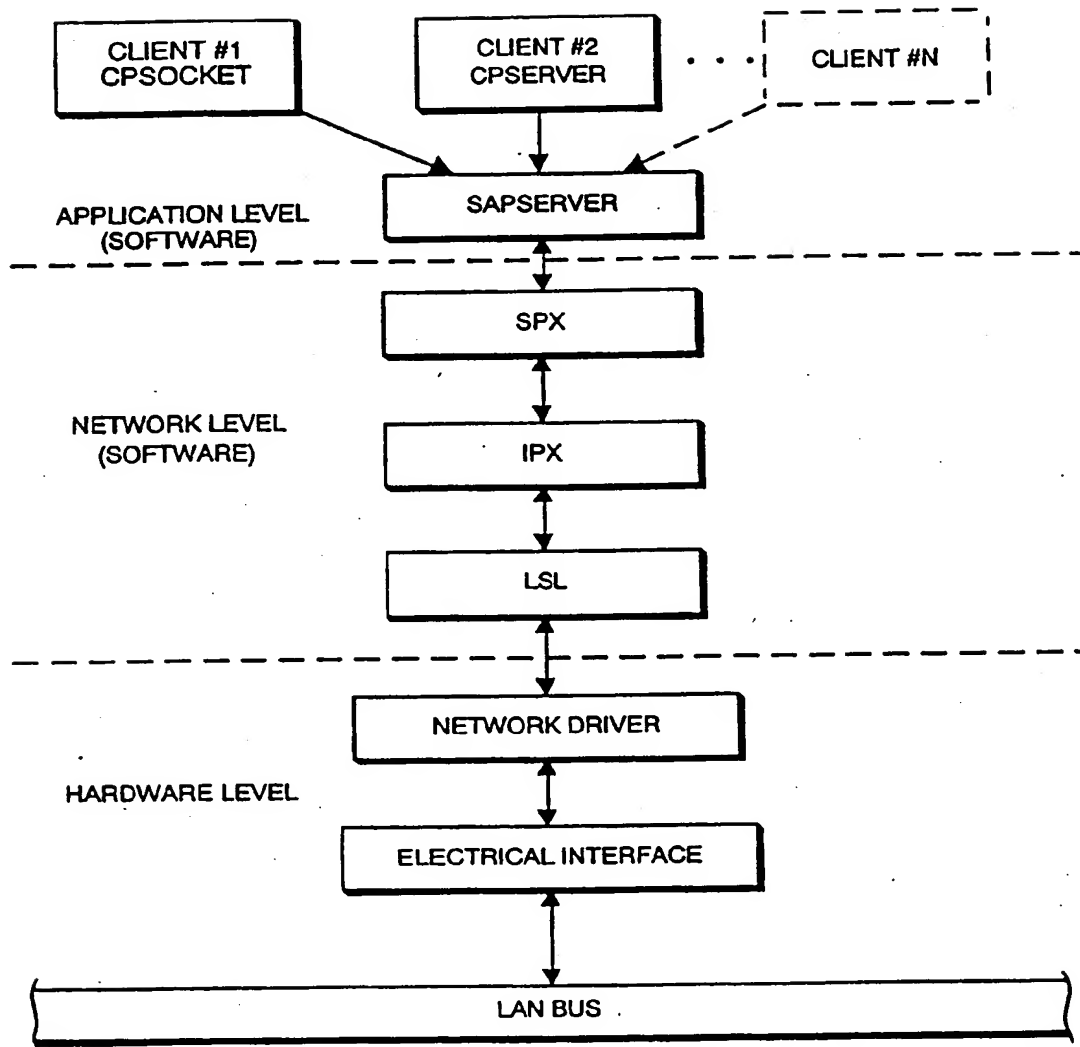 CLIENT #1
CPSOCKET
CLIENT #2
CPSERVER
CLIENT #N
SAPSERVER
APPLICATION LEVEL
(SOFTWARE)
SPX
NETWORK LEVEL
(SOFTWARE)
IPX
LSL
NETWORK DRIVER
HARDWARE LEVEL
ELECTRICAL INTERFACE
LAN BUS